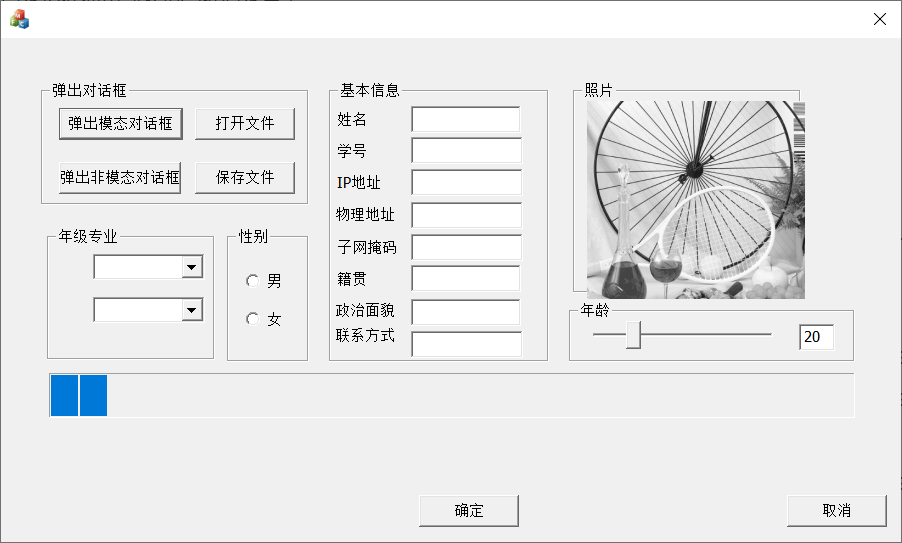 弹出对话框
弹出模态对话框
打开文件
弹出非模态对话框
保存文件
年级专业
性别
男
女
基本信息
姓名
学号
IP地址
物理地址
子网掩码
籍贯
政治面貌
联系方式
照片
年龄
20
确定
取消